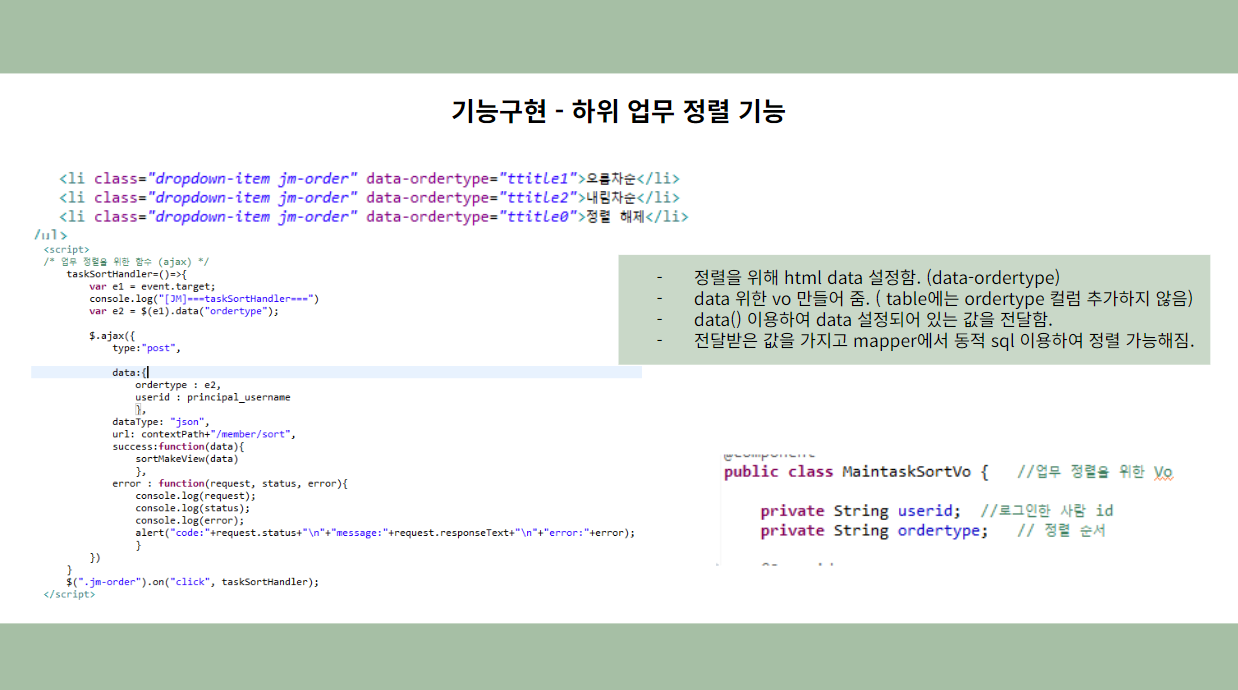 기능구현 - 하위 업무 정렬 기능
<li class="dropdown-item jm-order" data-ordertype="ttitle1">오름차순</li>
<li class="dropdown-item jm-order" data-ordertype="ttitle2">내림차순</li>
<li class="dropdown-item jm-order" data-ordertype="ttitle0">정렬 해제</li>
/ul>
<script>
/* 업무 정렬을 위한 함수 (ajax) */
taskSortHandler=()=>{
var e1 = event.target;
console.log("[JM]===taskSortHandler===")
var e2 = $(e1).data("ordertype");
$.ajax({
type:"post",
data:{
ordertype : e2,
userid : principal_username
},
dataType: "json",
url: contextPath+"/member/sort",
success:function(data){
sortMakeView(data)
},
error : function(request, status, error){
console.log(request);
console.log(status);
console.log(error);
alert("code:"+request.status+"\n"+"message:"+request.responseText+"\n"+"error:"+error);
}
})
}
$(".jm-order").on("click", taskSortHandler);
</script>
- 정렬을 위해 html data 설정함. (data-ordertype)
- data 위한 vo 만들어 줌. ( table에는 ordertype 컬럼 추가하지 않음)
- data() 이용하여 data 설정되어 있는 값을 전달함.
- 전달받은 값을 가지고 mapper에서 동적 sql 이용하여 정렬 가능해짐.
@Component
public class MaintaskSortVo { //업무 정렬을 위한 Vo
private String userid; //로그인한 사람 id
private String ordertype; // 정렬 순서